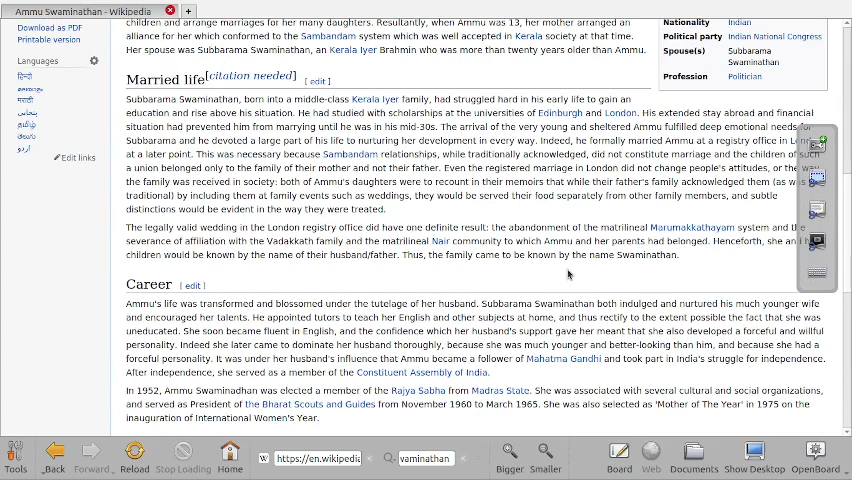 Ammu Swaminathan - Wikipedia
Download as PDF
Printable version
Languages
हिन्दी
മലയാളം
मराठी
پنجابی
தமிழ்
తెలుగు
اردو
Edit links
children and arrange marriages for her many daughters. Resultantly, when Ammu was 13, her mother arranged an
alliance for her which conformed to the Sambandam system which was well accepted in Kerala society at that time.
Her spouse was Subbarama Swaminathan, an Kerala Iyer Brahmin who was more than twenty years older than Ammu.
Nationality Indian
Political party Indian National Congress
Spouse(s) Subbarama
Swaminathan
Profession Politician
Married life[citation needed] [ edit ]
Subbarama Swaminathan, born into a middle-class Kerala Iyer family, had struggled hard in his early life to gain an
education and rise above his situation. He had studied with scholarships at the universities of Edinburgh and London. His extended stay abroad and financial
situation had prevented him from marrying until he was in his mid-30s. The arrival of the very young and sheltered Ammu fulfilled deep emotional needs for
Subbarama and he devoted a large part of his life to nurturing her development in every way. Indeed, he formally married Ammu at a registry office in
at a later point. This was necessary because Sambandam relationships, while traditionally acknowledged, did not constitute marriage and the children of such
a union belonged only to the family of their mother and not their father. Even the registered marriage in London did not change people's attitudes, or the way
the family was received in society: both of Ammu's daughters were to recount in their memoirs that while their father's family acknowledged them (as was
traditional) by including them at family events such as weddings, they would be served their food separately from other family members, and subtle
distinctions would be evident in the way they were treated.
The legally valid wedding in the London registry office did have one definite result: the abandonment of the matrilineal Marumakkathayam system and the
severance of affiliation with the Vadakkath family and the matrilineal Nair community to which Ammu and her parents had belonged. Henceforth, she and
children would be known by the name of their husband/father. Thus, the family came to be known by the name Swaminathan.
Career [ edit ]
Ammu's life was transformed and blossomed under the tutelage of her husband. Subbarama Swaminathan both indulged and nurtured his much younger wife
and encouraged her talents. He appointed tutors to teach her English and other subjects at home, and thus rectify to the extent possible the fact that she was
uneducated. She soon became fluent in English, and the confidence which her husband's support gave her meant that she also developed a forceful and willful
personality. Indeed she later came to dominate her husband thoroughly, because she was much younger and better-looking than him, and because she had a
forceful personality. It was under her husband's influence that Ammu became a follower of Mahatma Gandhi and took part in India's struggle for independence.
After independence, she served as a member of the Constituent Assembly of India.
In 1952, Ammu Swaminadhan was elected a member of the Rajya Sabha from Madras State. She was associated with several cultural and social organizations,
and served as President of the Bharat Scouts and Guides from November 1960 to March 1965. She was also selected as 'Mother of The Year' in 1975 on the
inauguration of International Women's Year.
Tools Back Forward Reload Stop Loading Home W https://en.wikipedia vaminathan Bigger Smaller Board Web Documents Show Desktop OpenBoard